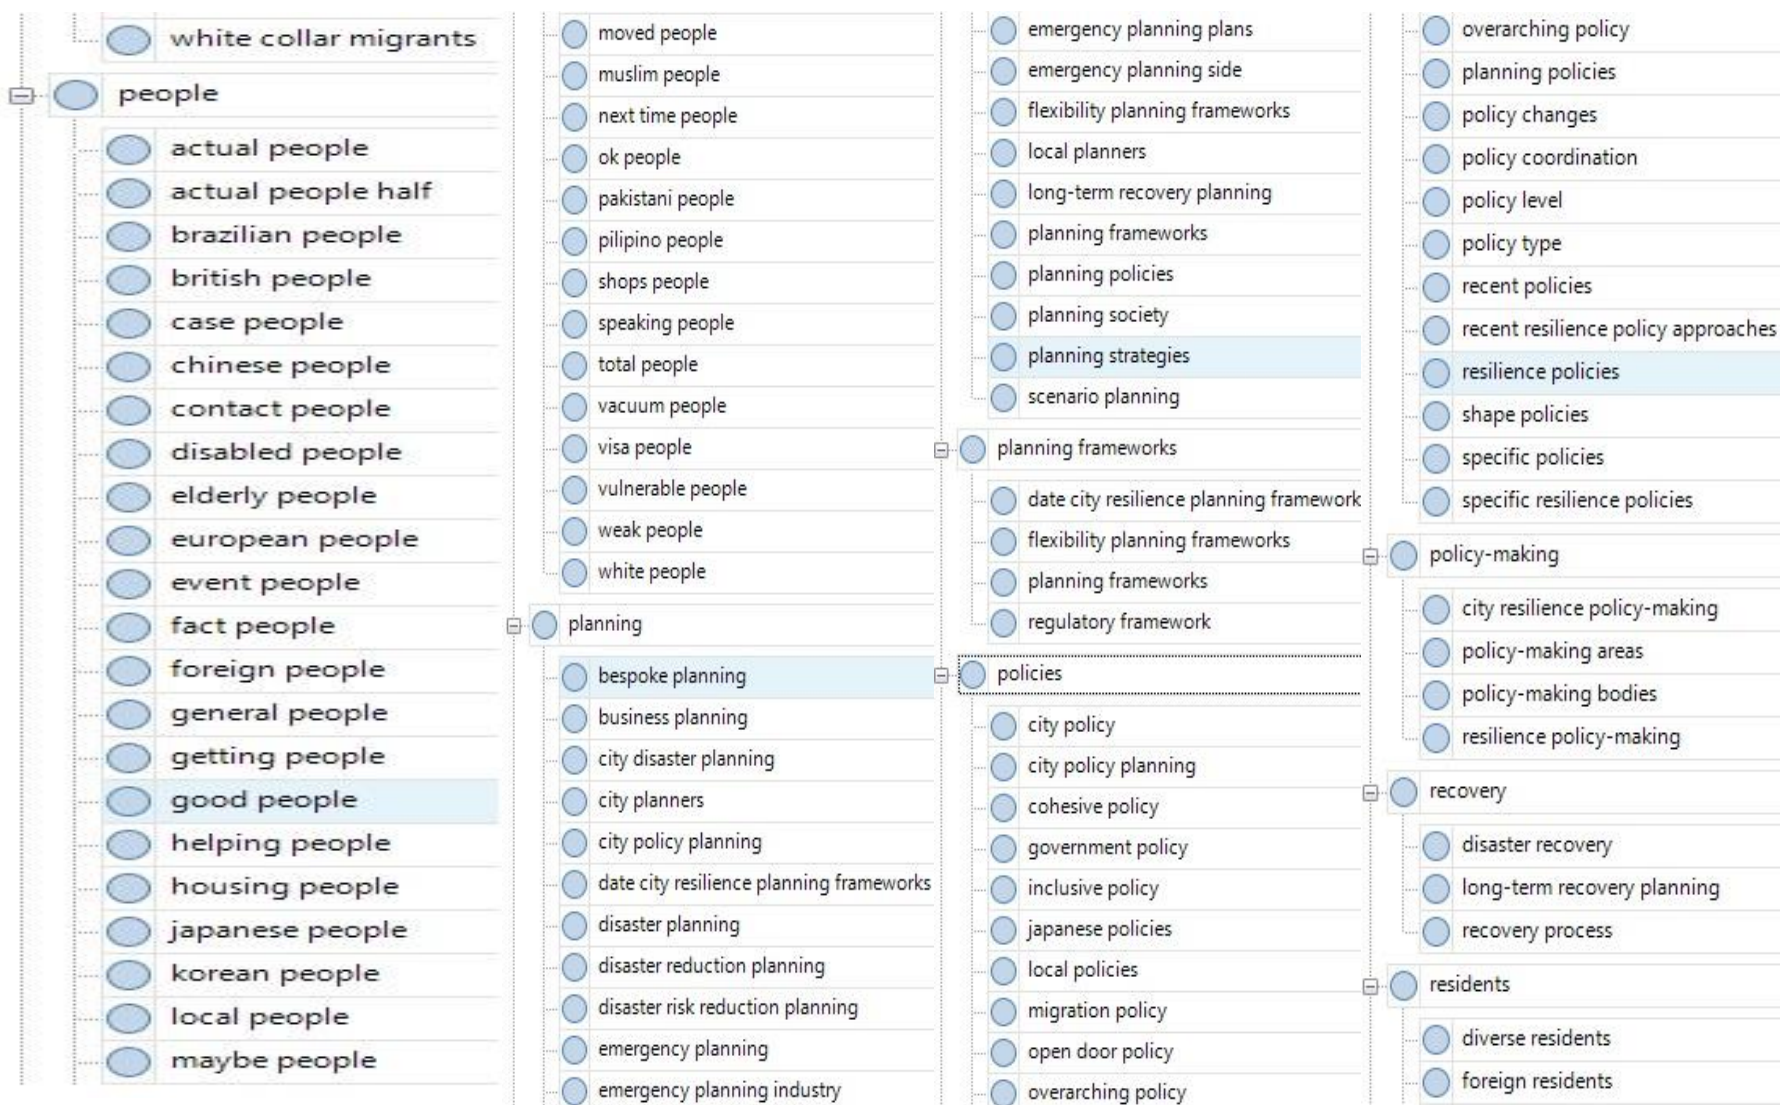 white collar migrants
people
actual people
actual people half
brazilian people
british people
case people
chinese people
contact people
disabled people
elderly people
european people
event people
fact people
foreign people
general people
getting people
good people
helping people
housing people
japanese people
korean people
local people
maybe people
moved people
muslim people
next time people
ok people
pakistani people
pilipino people
shops people
speaking people
total people
vacuum people
visa people
vulnerable people
weak people
white people
planning
bespoke planning
business planning
city disaster planning
city planners
city policy planning
date city resilience planning frameworks
disaster planning
disaster reduction planning
disaster risk reduction planning
emergency planning
emergency planning industry
emergency planning plans
emergency planning side
flexibility planning frameworks
local planners
long-term recovery planning
planning frameworks
planning policies
planning society
planning strategies
scenario planning
planning frameworks
date city resilience planning framework
flexibility planning frameworks
planning frameworks
regulatory framework
policies
city policy
city policy planning
cohesive policy
government policy
inclusive policy
japanese policies
local policies
migration policy
open door policy
overarching policy
overarching policy
planning policies
policy changes
policy coordination
policy level
policy type
recent policies
recent resilience policy approaches
resilience policies
shape policies
specific policies
specific resilience policies
policy-making
city resilience policy-making
policy-making areas
policy-making bodies
resilience policy-making
recovery
disaster recovery
long-term recovery planning
recovery process
residents
diverse residents
foreign residents